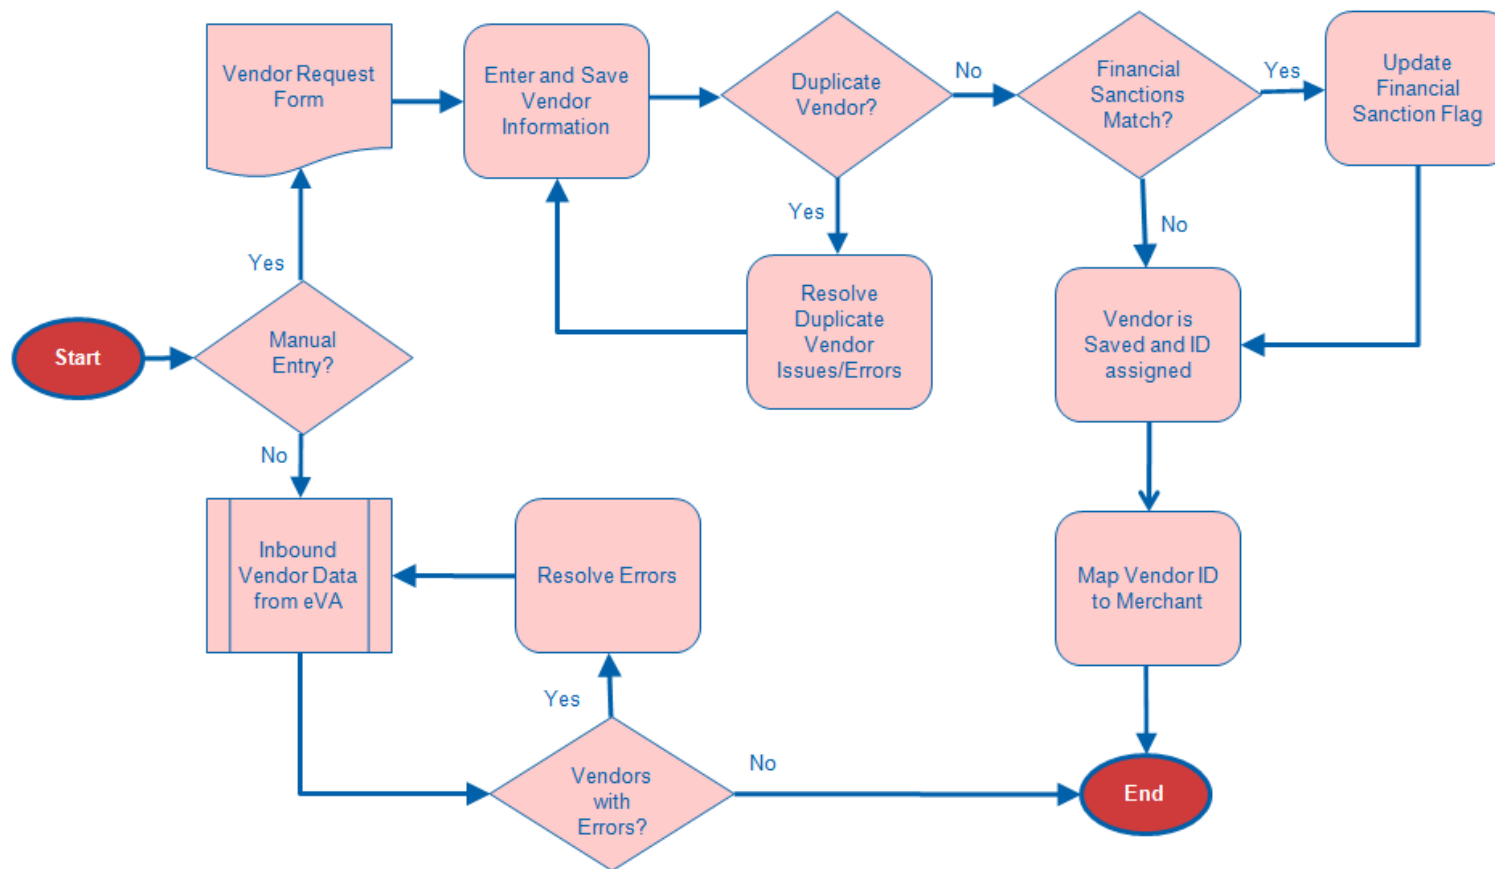 Vendor Request
Form
Enter and Save
Vendor
Information
Duplicate
Vendor?
No
Financial
Sanctions
Match?
Yes
Update
Financial
Sanction Flag
Yes
Yes
No
Start
Manual
Entry?
Resolve
Duplicate
Vendor
Issues/Errors
Vendor is
Saved and ID
assigned
No
Inbound
Vendor Data
from eVA
Resolve Errors
Map Vendor ID
to Merchant
Yes
Vendors
with
Errors?
No
End